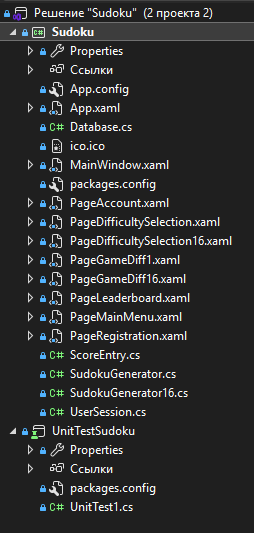 Решение "Sudoku" (2 проекта 2)
C# Sudoku
Properties
Ссылки
App.config
App.xaml
C# Database.cs
ico.ico
MainWindow.xaml
packages.config
PageAccount.xaml
PageDifficultySelection.xaml
PageDifficultySelection16.xaml
PageGameDiff1.xaml
PageGameDiff16.xaml
PageLeaderboard.xaml
PageMainMenu.xaml
PageRegistration.xaml
C# ScoreEntry.cs
C# SudokuGenerator.cs
C# SudokuGenerator16.cs
C# UserSession.cs
UnitTestSudoku
Properties
Ссылки
packages.config
C# UnitTest1.cs